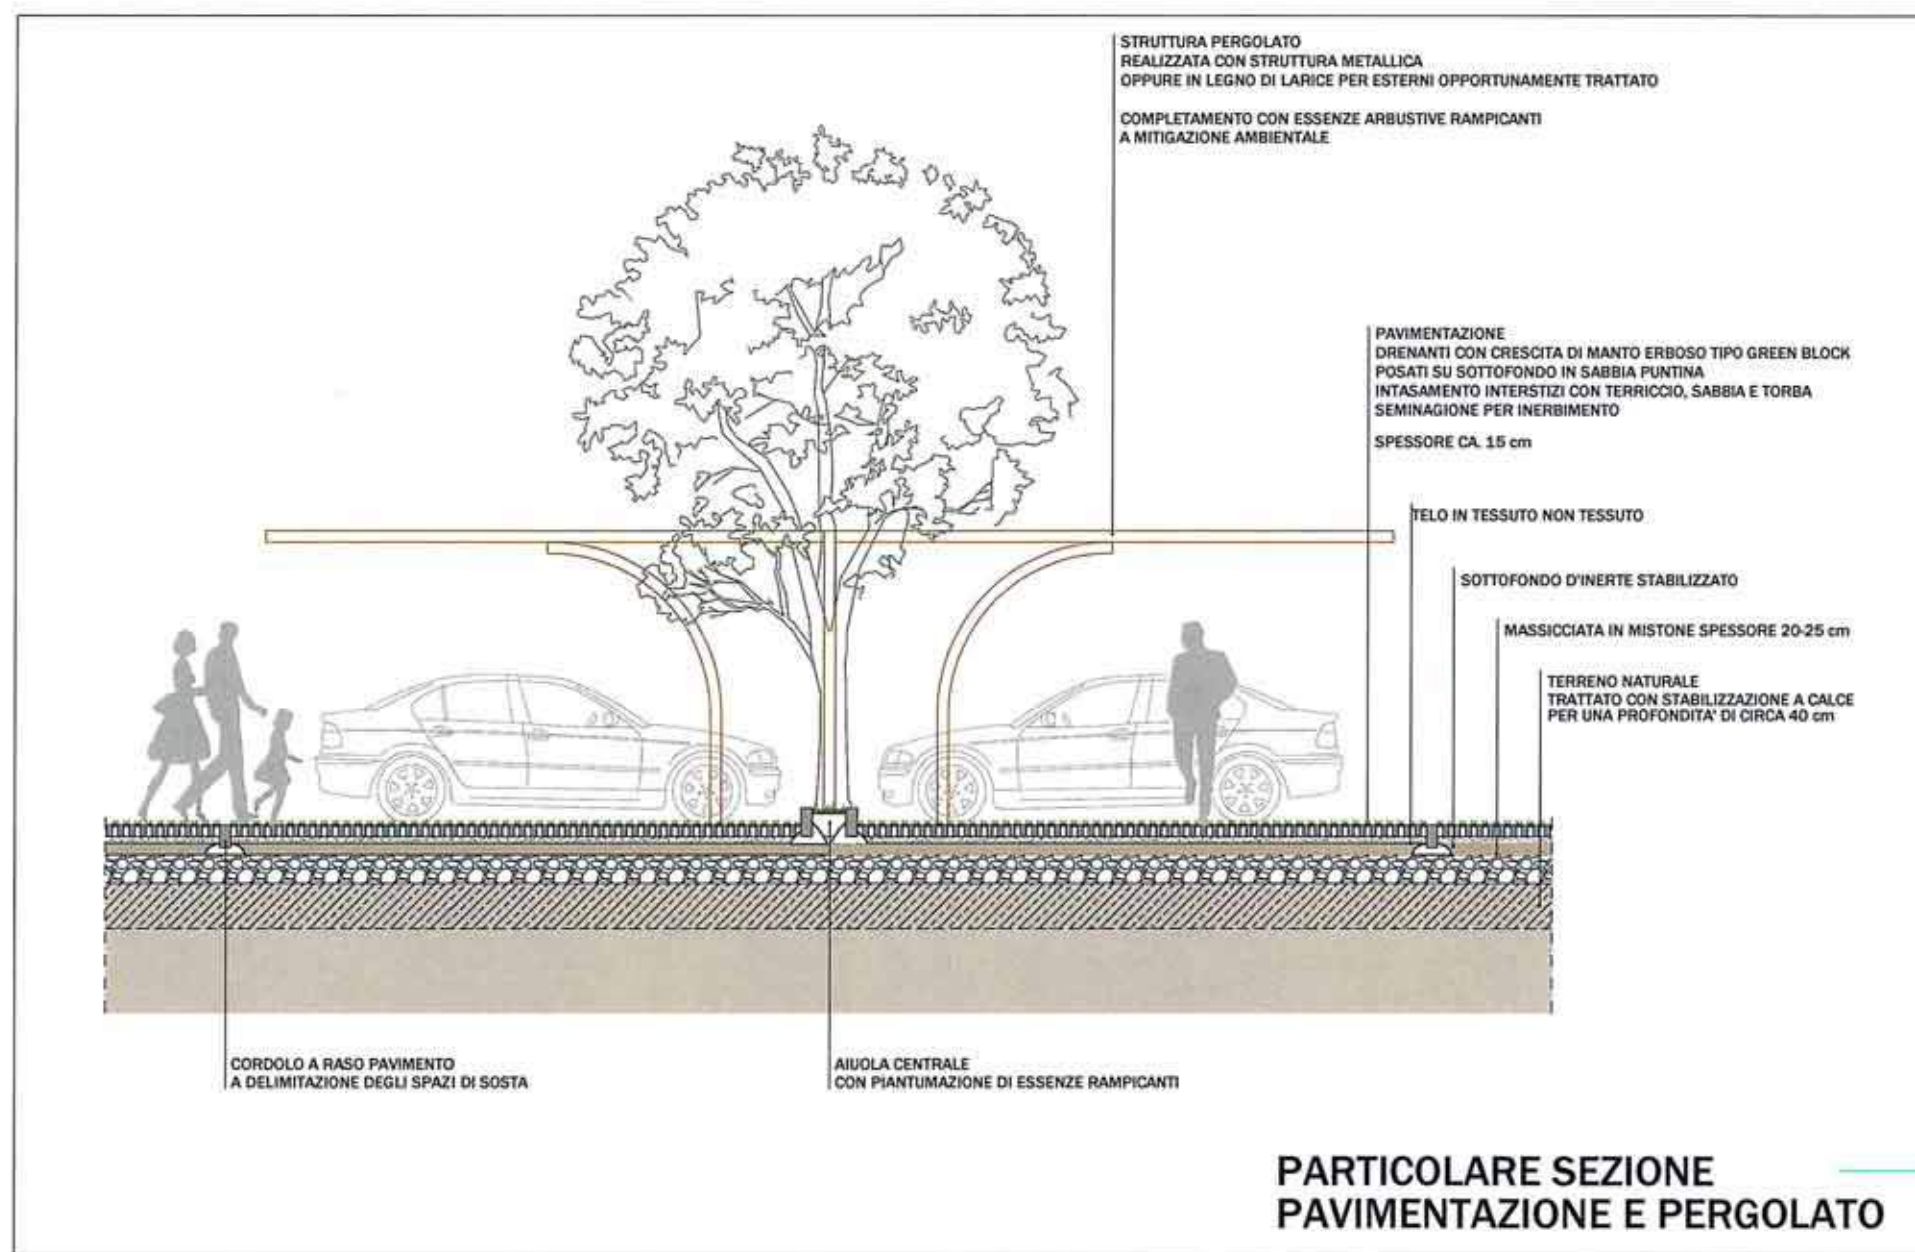 STRUTTURA PERGOLATO
REALIZZATA CON STRUTTURA METALLICA
OPPURE IN LEGNO DI LARICE PER ESTERNI OPPORTUNAMENTE TRATTATO
COMPLETAMENTO CON ESSENZE ARBUSTIVE RAMPICANTI
A MITIGAZIONE AMBIENTALE
PAVIMENTAZIONE
DRENANTI CON CRESCITA DI MANTO ERBOSO TIPO GREEN BLOCK
POSATI SU SOTTOFONDO IN SABBIA PUNTINA
INTASAMENTO INTERSTIZI CON TERRICCIO, SABBIA E TORBA
SEMINAGIONE PER INERBIMENTO
SPESSORE CA. 15 cm
TELO IN TESSUTO NON TESSUTO
SOTTOFONDO D'INERTE STABILIZZATO
MASSICCIATA IN MISTONE SPESSORE 20-25 cm
TERRENO NATURALE
TRATTATO CON STABILIZZAZIONE A CALCE
PER UNA PROFONDITA' DI CIRCA 40 cm
CORDOLO A RASO PAVIMENTO
A DELIMITAZIONE DEGLI SPAZI DI SOSTA
AIUOLA CENTRALE
CON PIANTUMAZIONE DI ESSENZE RAMPICANTI
PARTICOLARE SEZIONE
PAVIMENTAZIONE E PERGOLATO